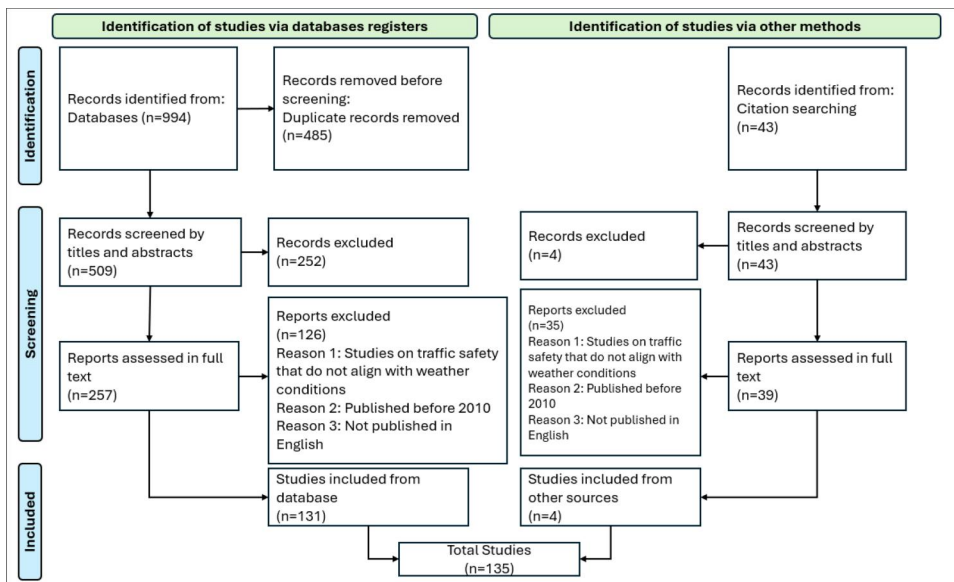 Identification of studies via databases registers
Identification of studies via other methods
Identification
Records identified from:
Databases (n=994)
Records removed before
screening:
Duplicate records removed
(n=485)
Records identified from:
Citation searching
(n=43)
Screening
Records screened by
titles and abstracts
(n=509)
Records excluded
(n=252)
Records excluded
(n=4)
Records screened by
titles and abstracts
(n=43)
Reports assessed in full
text
(n=257)
Reports excluded
(n=126)
Reason 1: Studies on traffic safety
that do not align with weather
conditions
Reason 2: Published before 2010
Reason 3: Not published in
English
Reports excluded
(n=35)
Reason 1: Studies on traffic
safety that do not align with
weather conditions
Reason 2: Published before
2010
Reason 3: Not published in
English
Reports assessed in full
text
(n=39)
Included
Studies included from
database
(n=131)
Studies included from
other sources
(n=4)
Total Studies
(n=135)